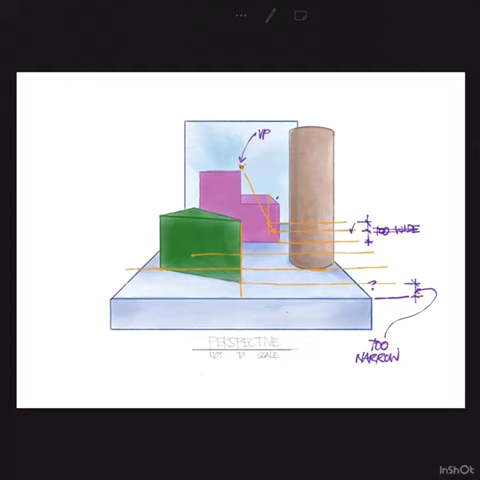 VP
✓ TOO WIDE
?
TOO
NARROW
PERSPECTIVE
NOT TO SCALE
InShOt